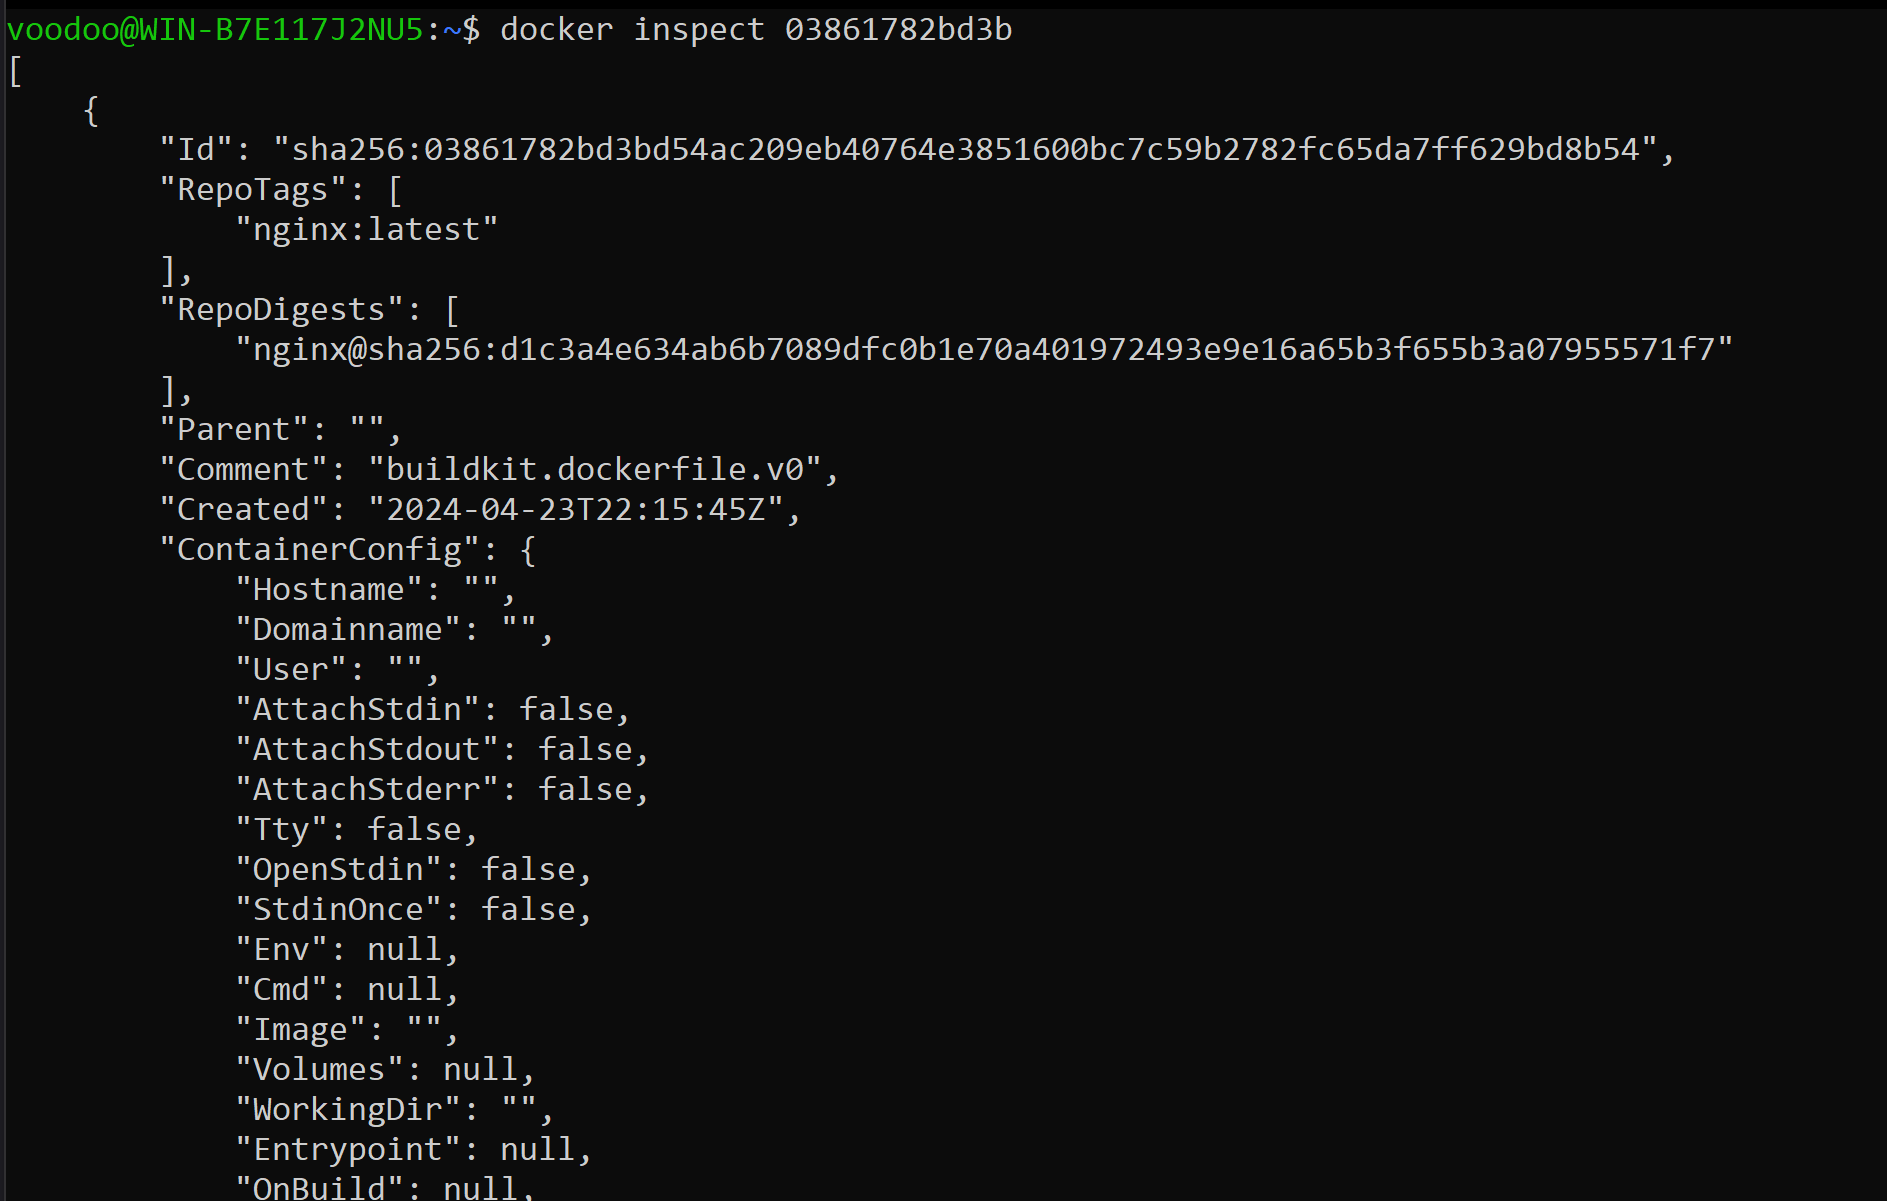 voodoo@WIN-B7E117J2NU5:~$ docker inspect 03861782bd3b
[
    {
        "Id": "sha256:03861782bd3bd54ac209eb40764e3851600bc7c59b2782fc65da7ff629bd8b54",
        "RepoTags": [
            "nginx:latest"
        ],
        "RepoDigests": [
            "nginx@sha256:d1c3a4e634ab6b7089dfc0b1e70a401972493e9e16a65b3f655b3a07955571f7"
        ],
        "Parent": "",
        "Comment": "buildkit.dockerfile.v0",
        "Created": "2024-04-23T22:15:45Z",
        "ContainerConfig": {
            "Hostname": "",
            "Domainname": "",
            "User": "",
            "AttachStdin": false,
            "AttachStdout": false,
            "AttachStderr": false,
            "Tty": false,
            "OpenStdin": false,
            "StdinOnce": false,
            "Env": null,
            "Cmd": null,
            "Image": "",
            "Volumes": null,
            "WorkingDir": "",
            "Entrypoint": null,
            "OnBuild": null,